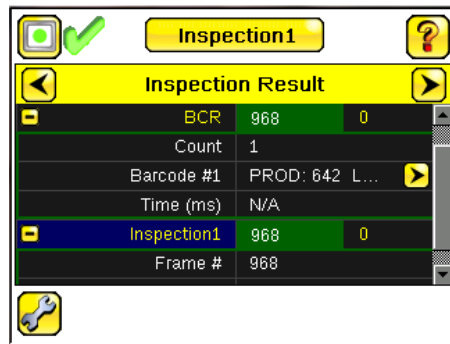 Inspection1
?
Inspection Result
BCR 968 0
Count 1
Barcode #1 PROD: 642 L...
Time (ms) N/A
Inspection1 968 0
Frame # 968